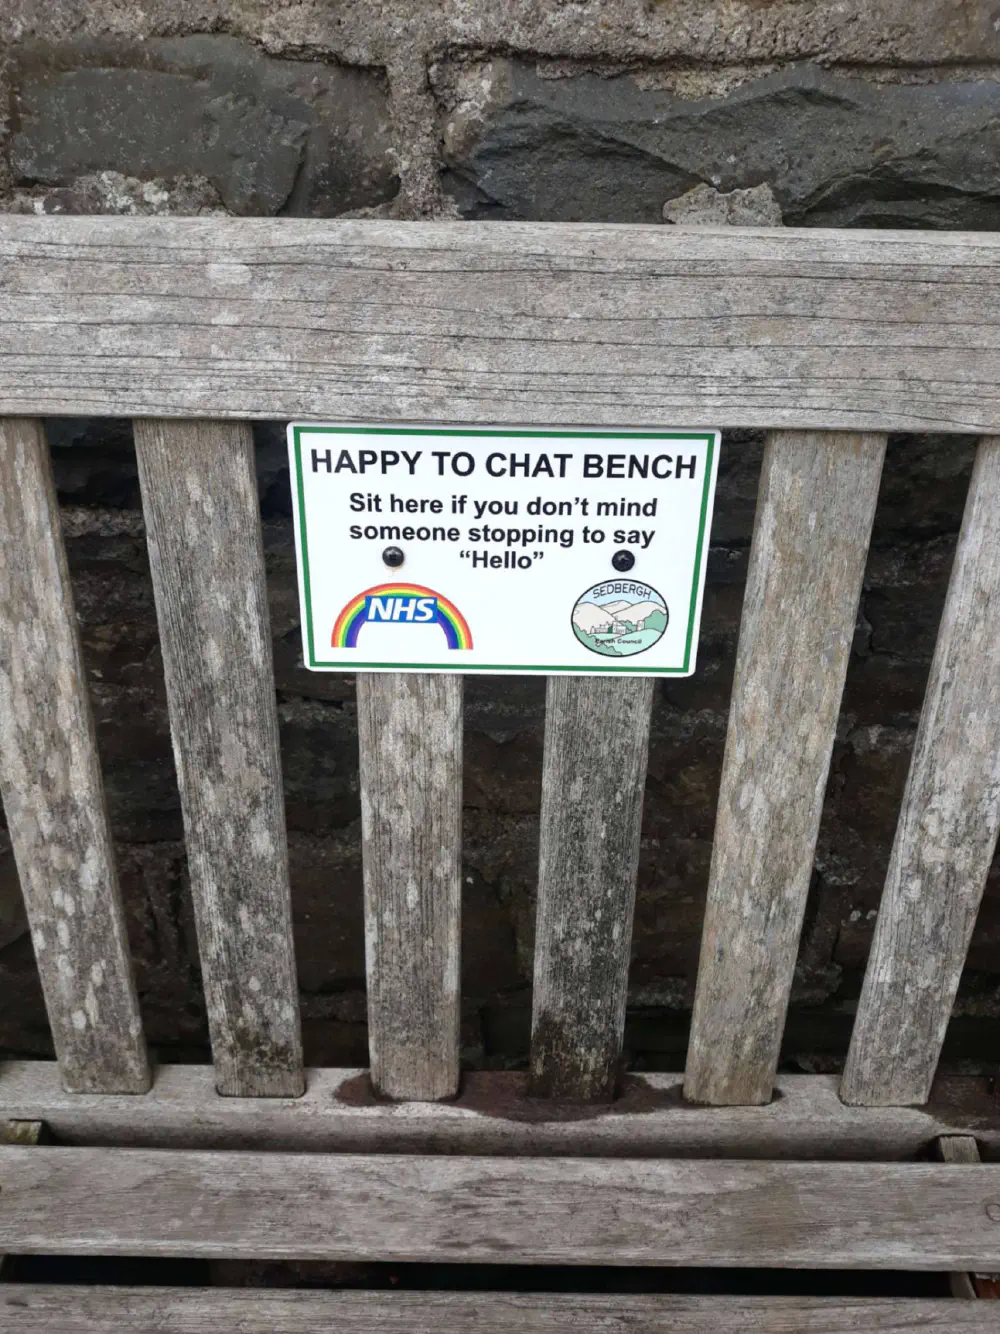 HAPPY TO CHAT BENCH
Sit here if you don't mind
someone stopping to say
“Hello”
NHS
SEDBERGH
Parish Council